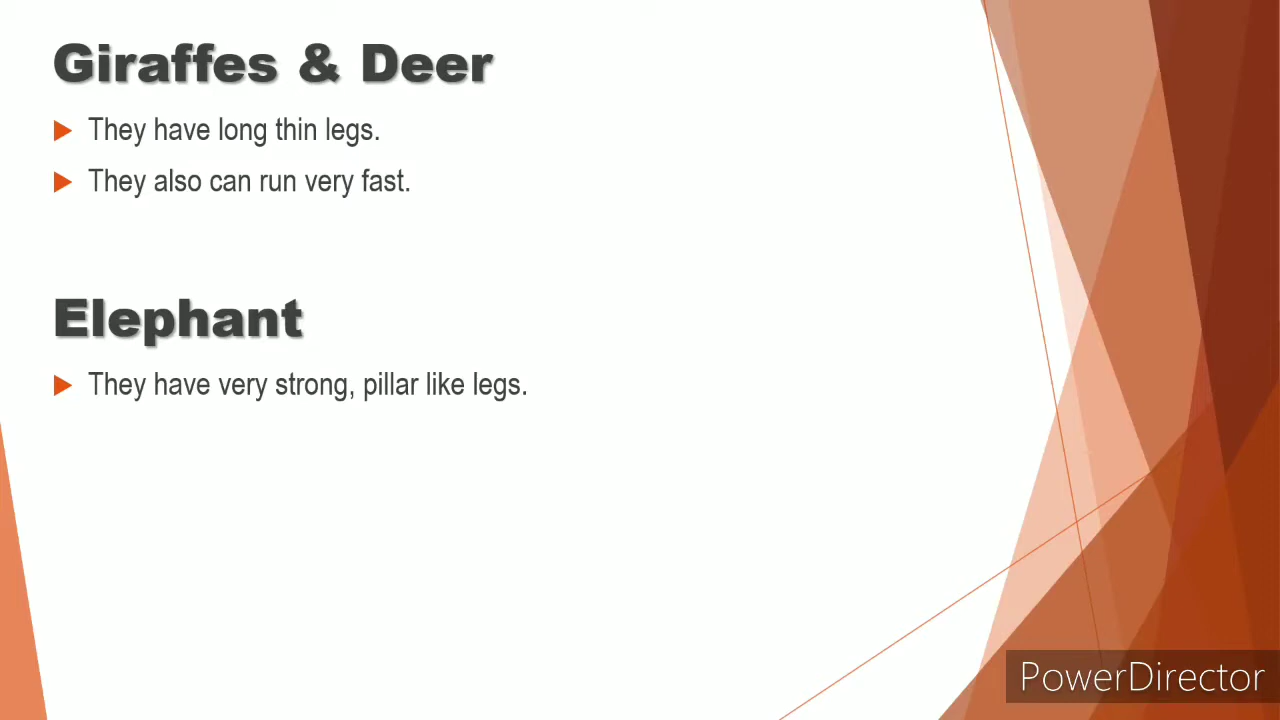 Giraffes & Deer
They have long thin legs.
They also can run very fast.
Elephant
They have very strong, pillar like legs.
PowerDirector